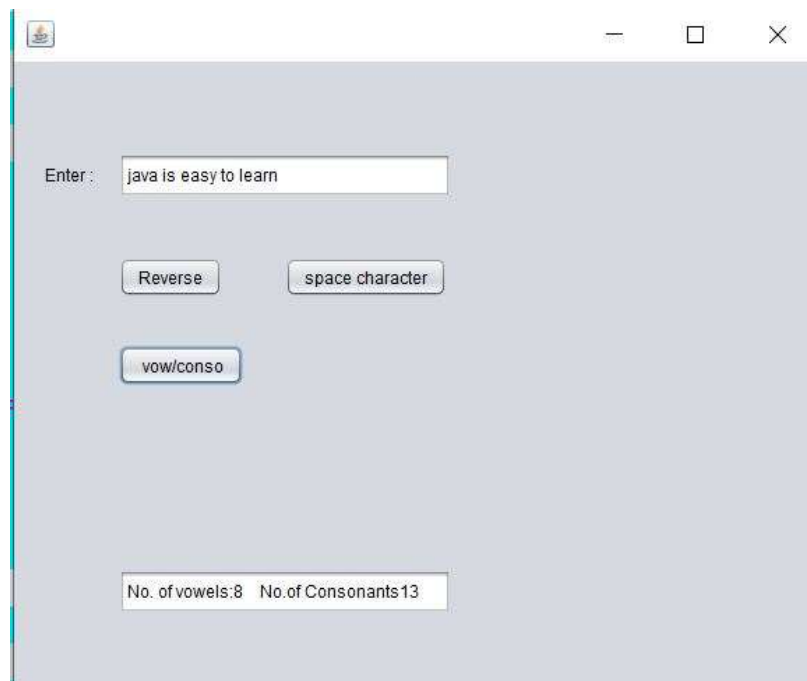 Enter :
java is easy to learn
Reverse
space character
vow/conso
No. of vowels:8 No.of Consonants13